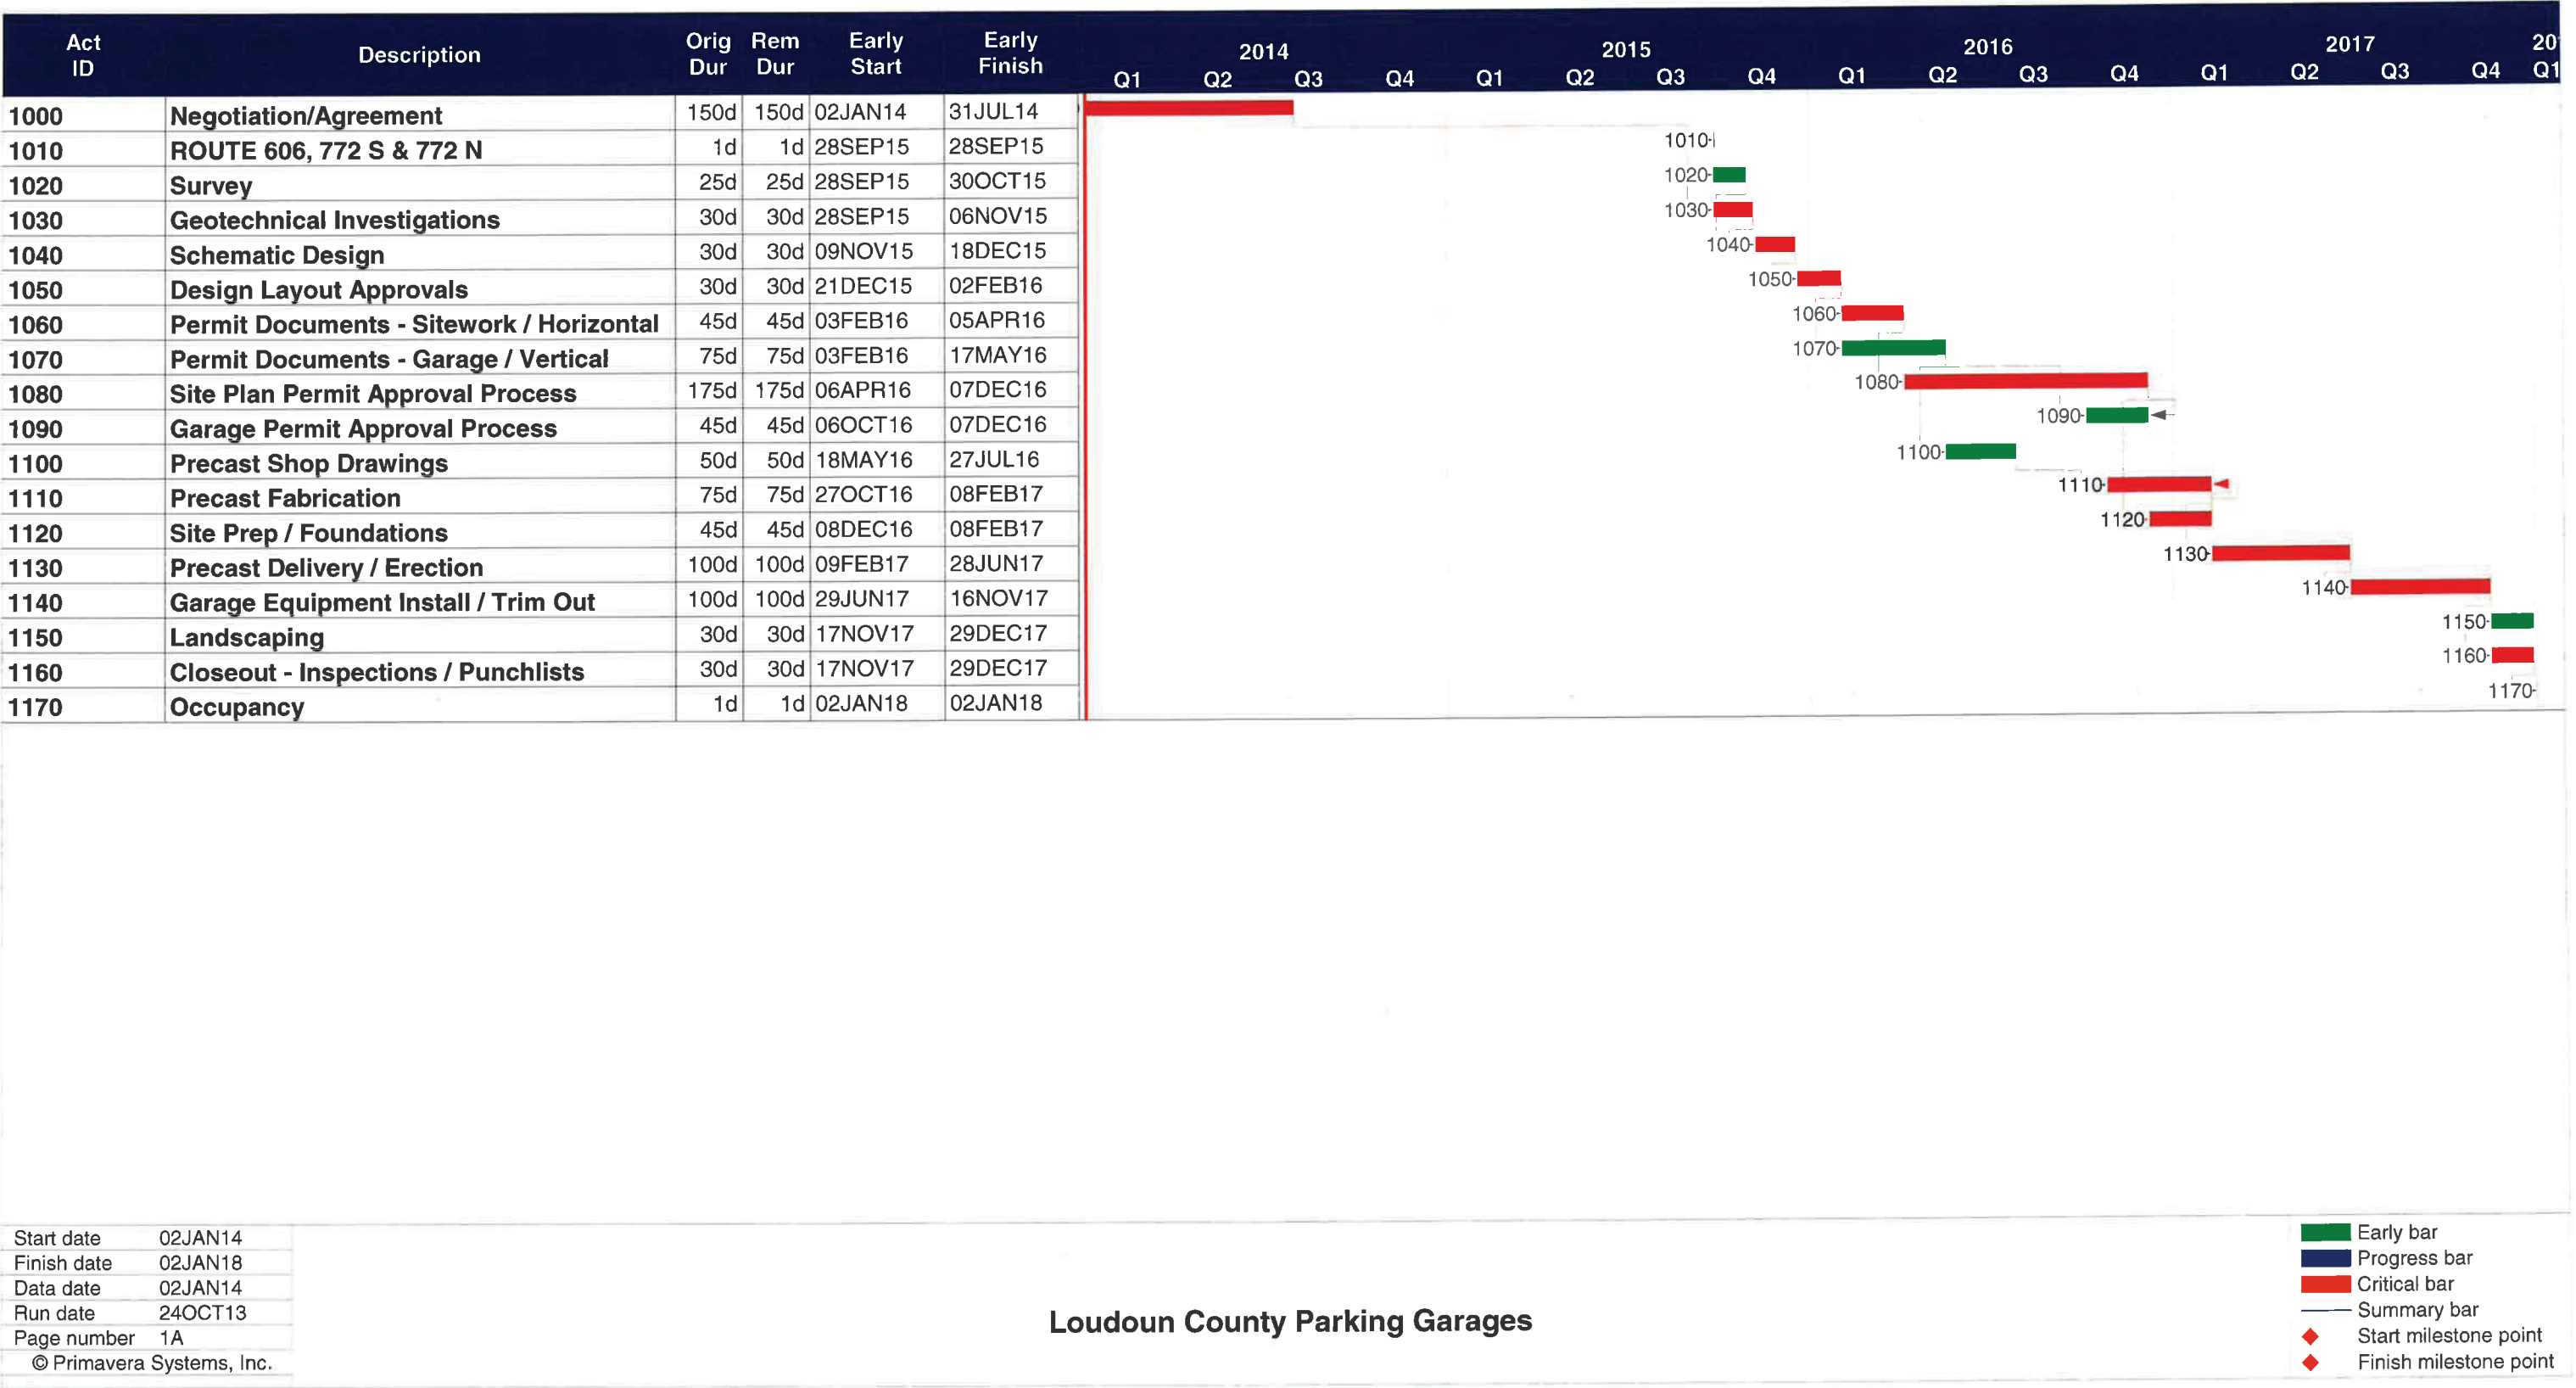 Act ID Description Orig Dur Rem Dur Early Start Early Finish 2014 2015 2016 2017 20
Q1 Q2 Q3 Q4 Q1 Q2 Q3 Q4 Q1 Q2 Q3 Q4 Q1 Q2 Q3 Q4 Q1
1000 Negotiation/Agreement 150d 150d 02JAN14 31JUL14
1010 ROUTE 606, 772 S & 772 N 1d 1d 28SEP15 28SEP15 1010
1020 Survey 25d 25d 28SEP15 30OCT15 1020
1030 Geotechnical Investigations 30d 30d 28SEP15 06NOV15 1030
1040 Schematic Design 30d 30d 09NOV15 18DEC15 1040
1050 Design Layout Approvals 30d 30d 21DEC15 02FEB16 1050
1060 Permit Documents - Sitework / Horizontal 45d 45d 03FEB16 05APR16 1060
1070 Permit Documents - Garage / Vertical 75d 75d 03FEB16 17MAY16 1070
1080 Site Plan Permit Approval Process 175d 175d 06APR16 07DEC16 1080
1090 Garage Permit Approval Process 45d 45d 06OCT16 07DEC16 1090
1100 Precast Shop Drawings 50d 50d 18MAY16 27JUL16 1100
1110 Precast Fabrication 75d 75d 27OCT16 08FEB17 1110
1120 Site Prep / Foundations 45d 45d 08DEC16 08FEB17 1120
1130 Precast Delivery / Erection 100d 100d 09FEB17 28JUN17 1130
1140 Garage Equipment Install / Trim Out 100d 100d 29JUN17 16NOV17 1140
1150 Landscaping 30d 30d 17NOV17 29DEC17 1150
1160 Closeout - Inspections / Punchlists 30d 30d 17NOV17 29DEC17 1160
1170 Occupancy 1d 1d 02JAN18 02JAN18 1170
Start date 02JAN14
Finish date 02JAN18
Data date 02JAN14
Run date 24OCT13
Page number 1A
© Primavera Systems, Inc.
Loudoun County Parking Garages
Early bar
Progress bar
Critical bar
Summary bar
Start milestone point
Finish milestone point